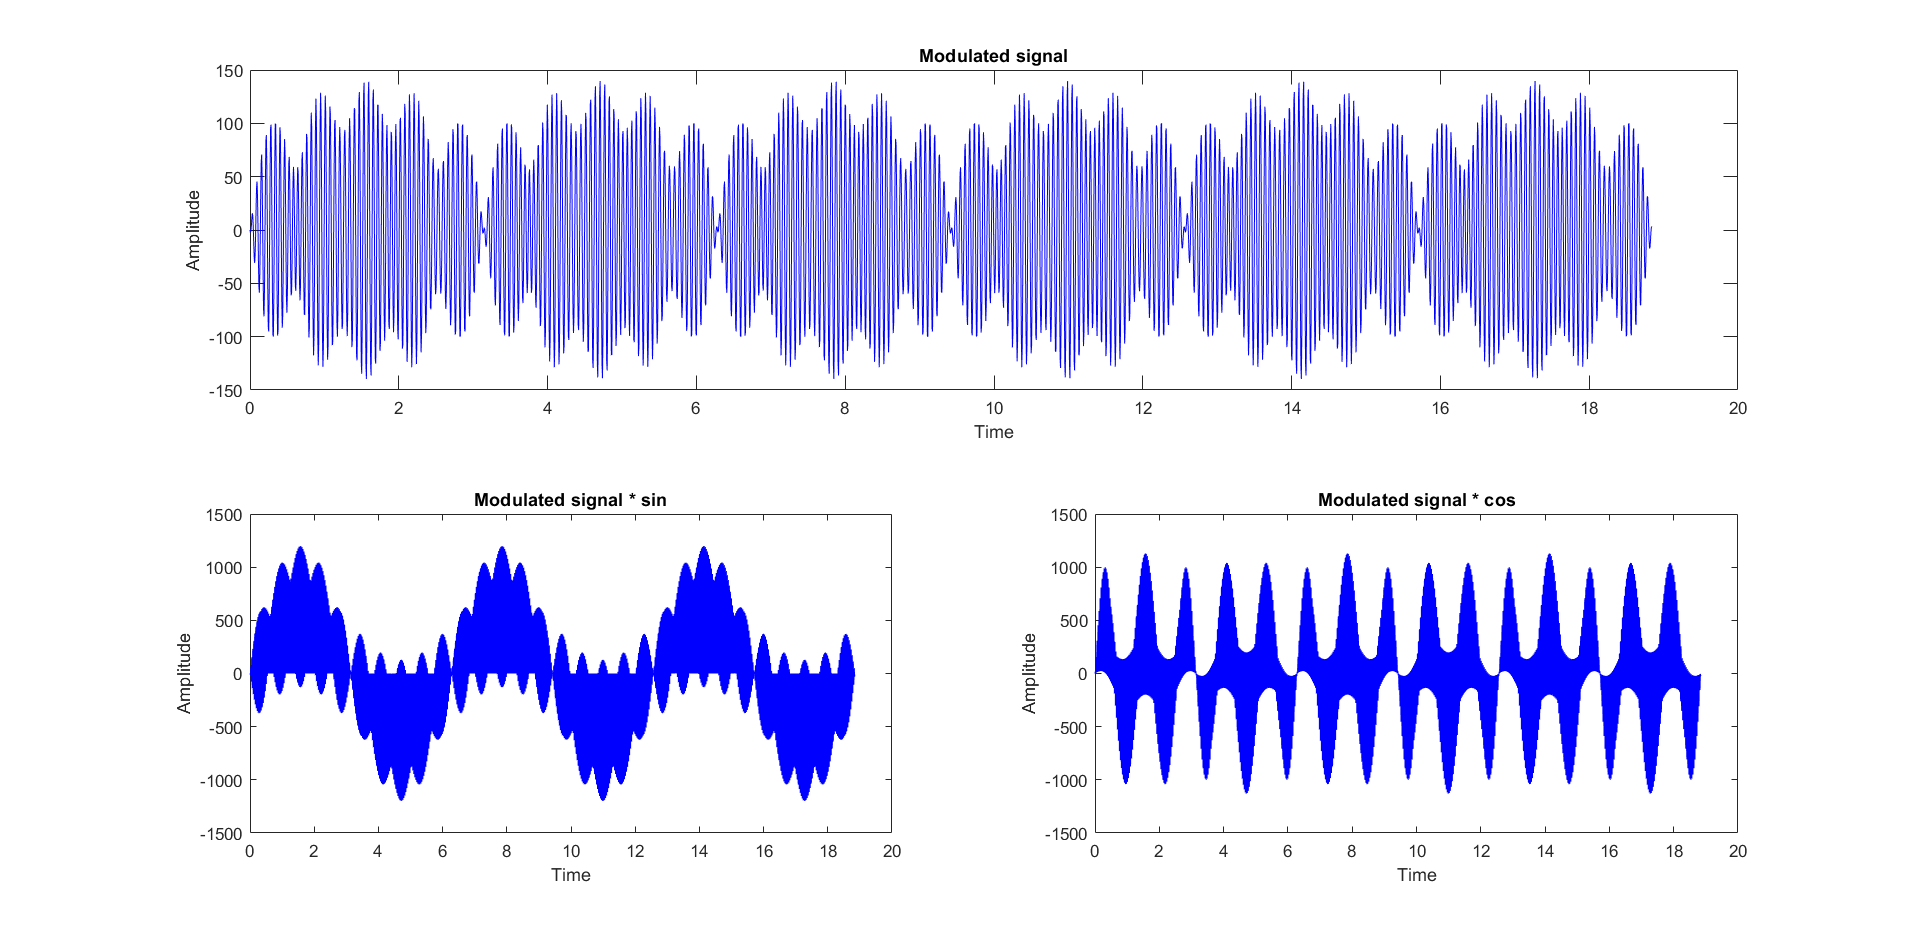 Modulated signal
150
100
50
0
-50
-100
-150
Amplitude
0 2 4 6 8 10 12 14 16 18 20
Time
Modulated signal * sin
1500
1000
500
0
-500
-1000
-1500
Amplitude
0 2 4 6 8 10 12 14 16 18 20
Time
Modulated signal * cos
1500
1000
500
0
-500
-1000
-1500
Amplitude
0 2 4 6 8 10 12 14 16 18 20
Time